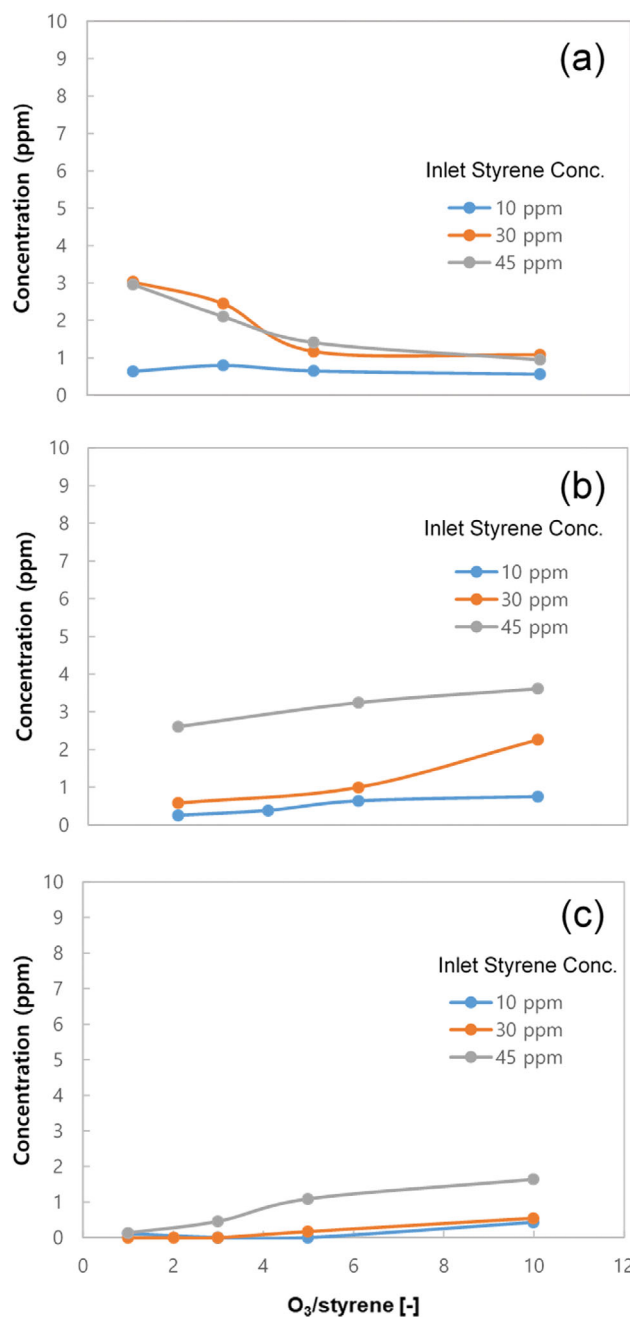 (a)
10
9
8
7
6
5
4
3
2
1
0
Concentration (ppm)
Inlet Styrene Conc.
10 ppm
30 ppm
45 ppm
(b)
10
9
8
7
6
5
4
3
2
1
0
Concentration (ppm)
Inlet Styrene Conc.
10 ppm
30 ppm
45 ppm
(c)
10
9
8
7
6
5
4
3
2
1
0
Concentration (ppm)
Inlet Styrene Conc.
10 ppm
30 ppm
45 ppm
0 2 4 6 8 10 12
O₃/styrene [-]